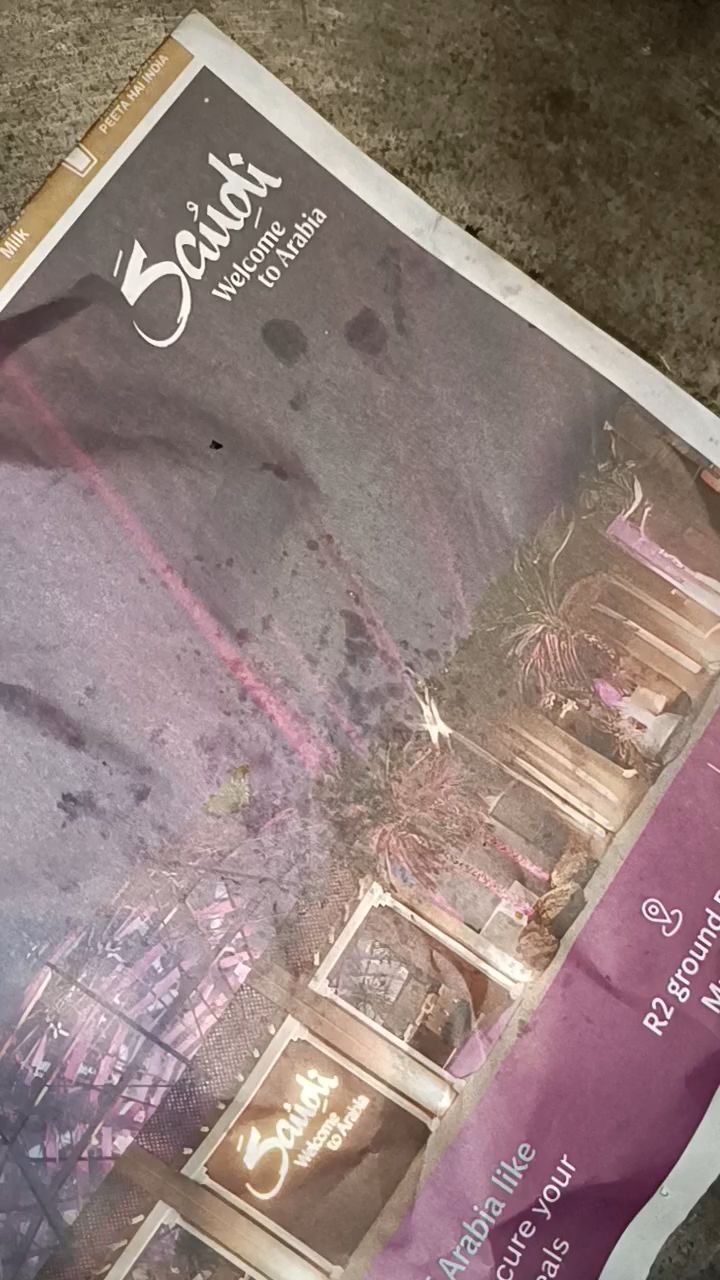 PEETA HAI INDIA
Milk
Saudi
Welcome
to Arabia
Saudi
Welcome
to Arabia
R2 ground
Arabia like
cure your
als